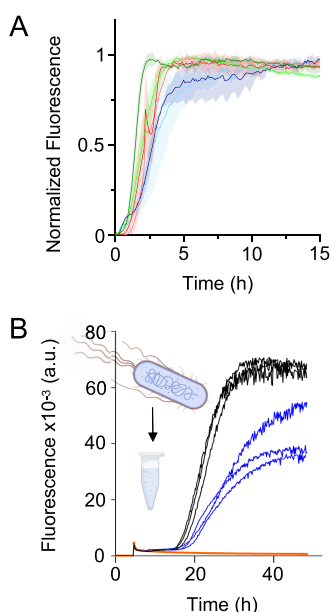 A
Normalized Fluorescence
1
0.5
0
0 5 10 15
Time (h)
B
Fluorescence x10-3 (a.u.)
80
60
40
20
0
0 20 40
Time (h)